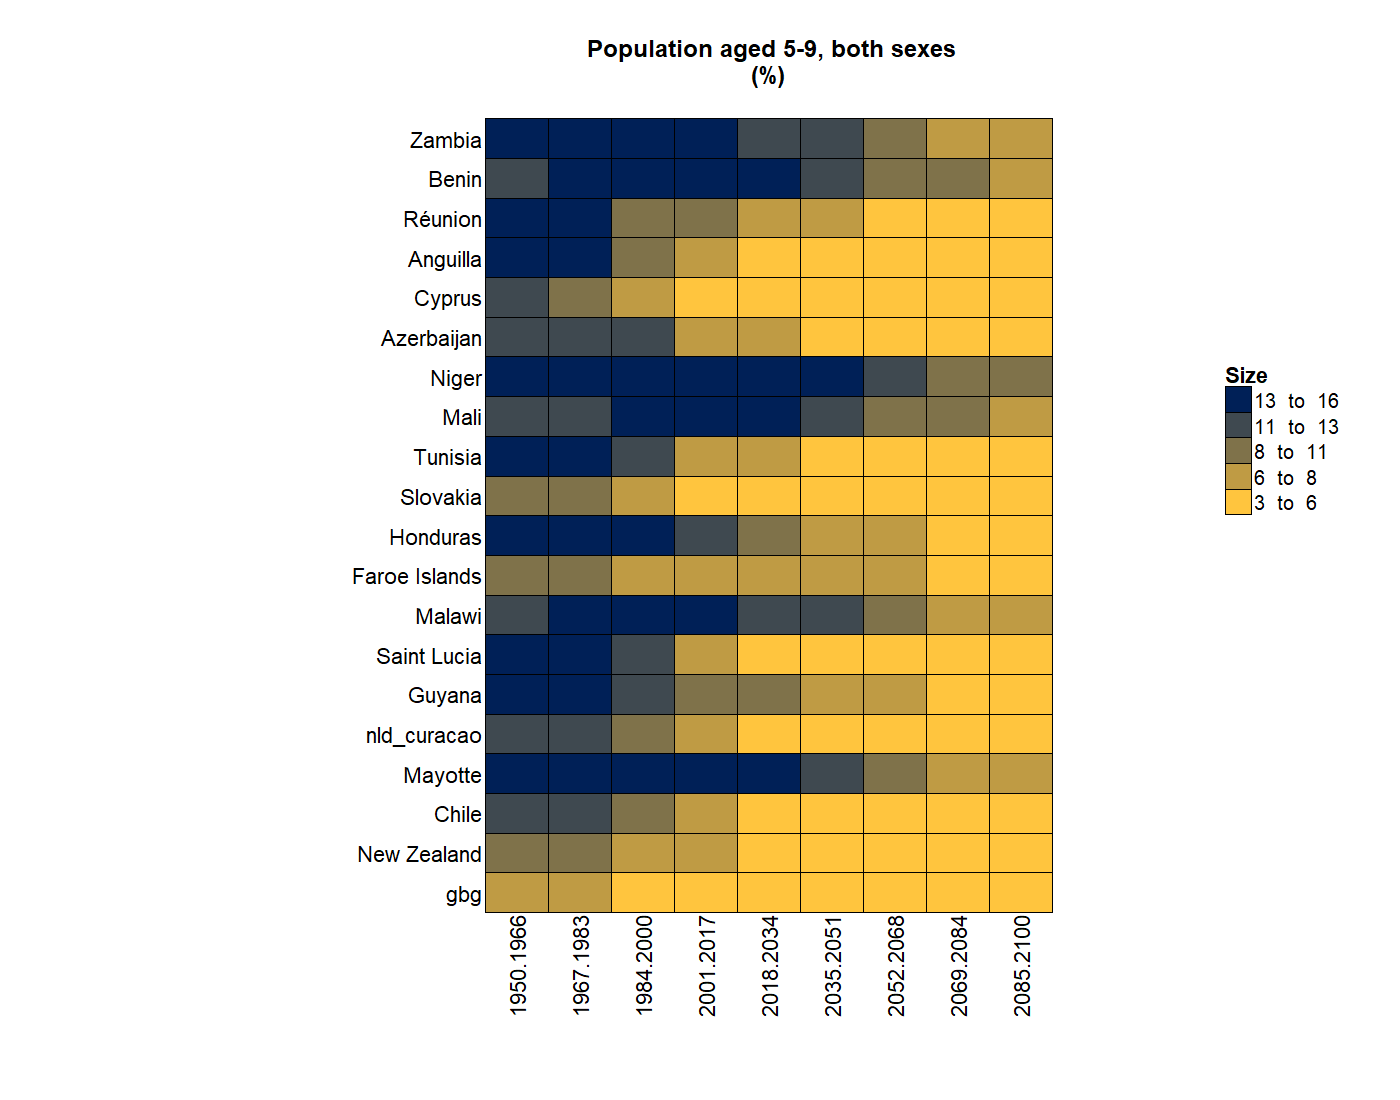 Population aged 5-9, both sexes
(%)
Zambia
Benin
Réunion
Anguilla
Cyprus
Azerbaijan
Niger
Mali
Tunisia
Slovakia
Honduras
Faroe Islands
Malawi
Saint Lucia
Guyana
nld_curacao
Mayotte
Chile
New Zealand
gbg
1950.1966
1967.1983
1984.2000
2001.2017
2018.2034
2035.2051
2052.2068
2069.2084
2085.2100
Size
13 to 16
11 to 13
8 to 11
6 to 8
3 to 6